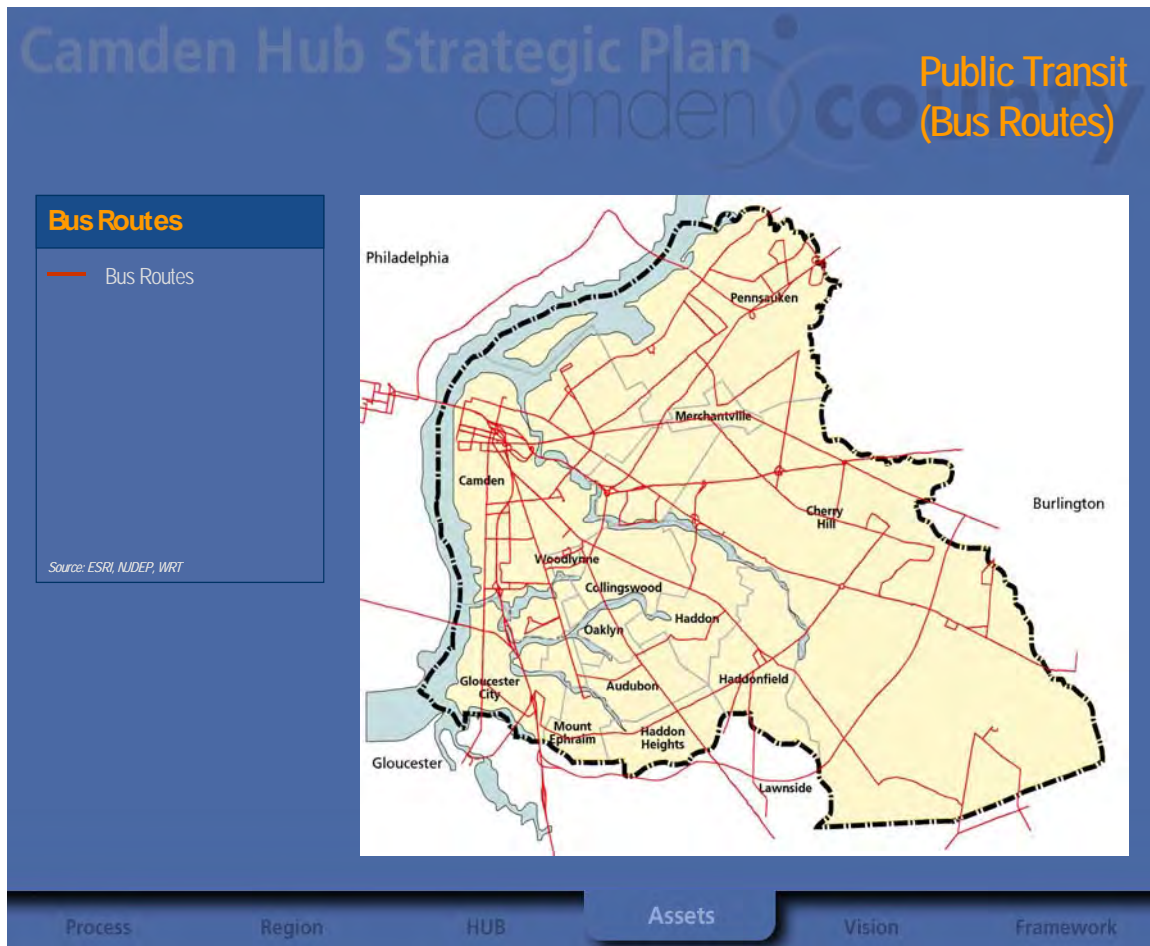 Camden Hub Strategic Plan
camden county
Public Transit
(Bus Routes)
Bus Routes
Bus Routes
Source: ESRI, NJDEP, WRT
Philadelphia
Pennsauken
Merchantville
Camden
Burlington
Cherry
Hill
Woodlynne
Collingswood
Haddon
Oaklyn
Gloucester
City
Audubon
Haddonfield
Mount
Ephraim
Haddon
Heights
Gloucester
Lawnside
Process
Region
HUB
Assets
Vision
Framework